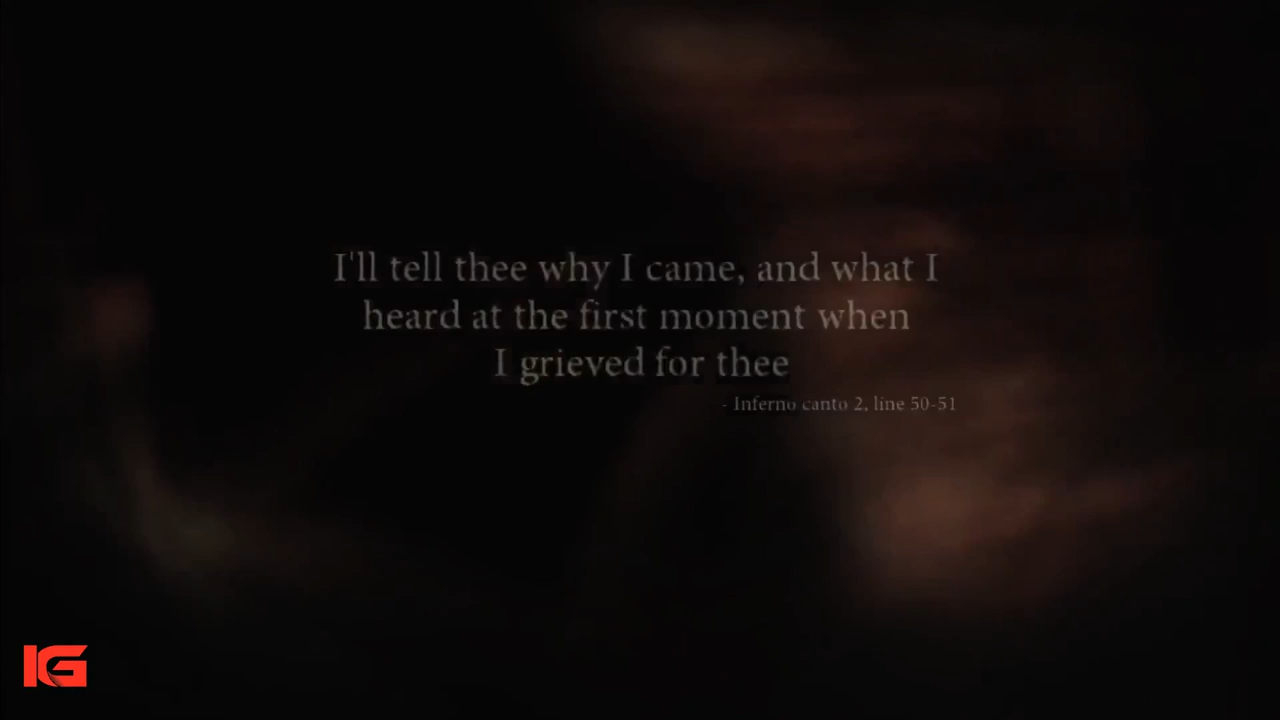 I'll tell thee why I came, and what I
heard at the first moment when
I grieved for thee
- Inferno canto 2, line 50-51
IG